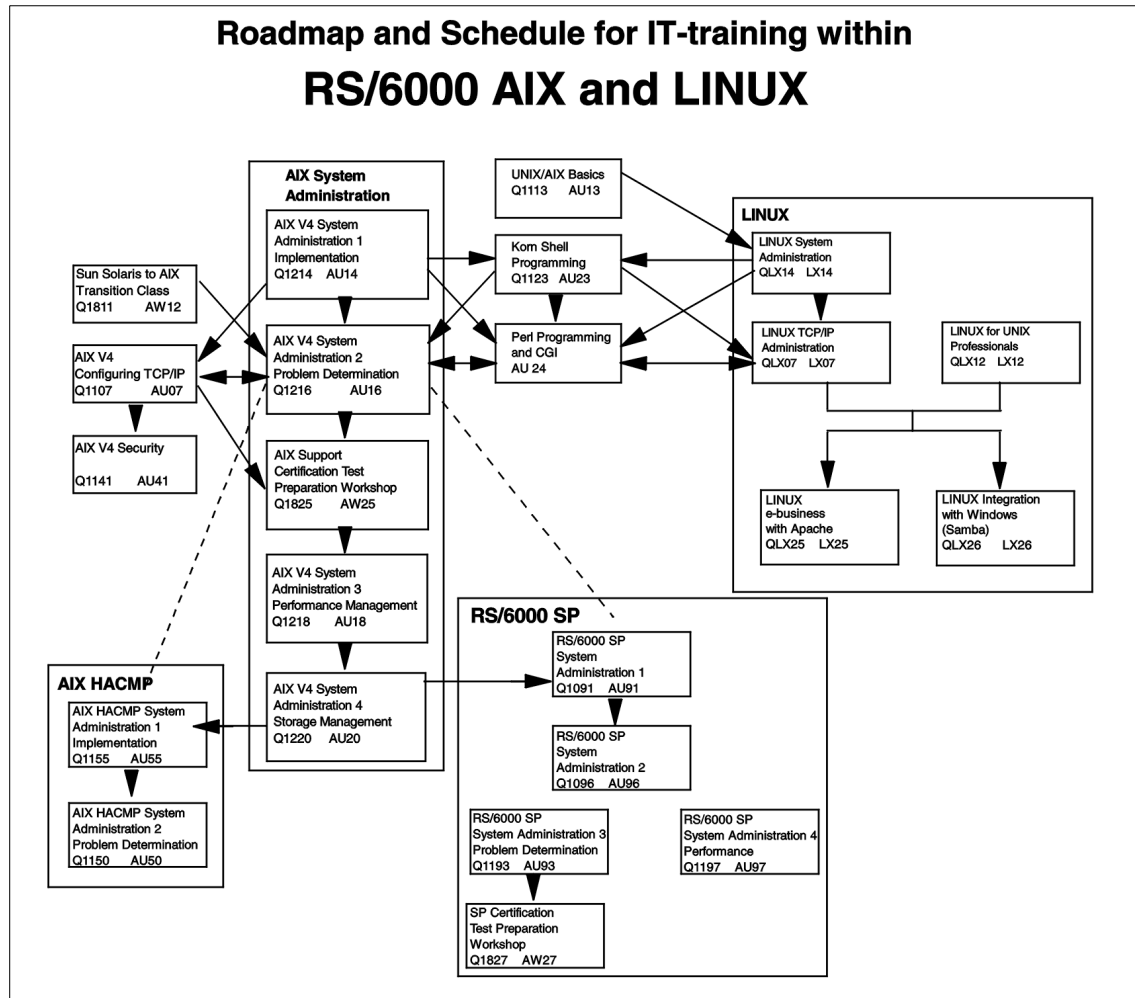 Roadmap and Schedule for IT-training within
RS/6000 AIX and LINUX
AIX System
Administration
AIX V4 System
Administration 1
Implementation
Q1214 AU14
AIX V4 System
Administration 2
Problem Determination
Q1216 AU16
AIX Support
Certification Test
Preparation Workshop
Q1825 AW25
AIX V4 System
Administration 3
Performance Management
Q1218 AU18
AIX V4 System
Administration 4
Storage Management
Q1220 AU20
Sun Solaris to AIX
Transition Class
Q1811 AW12
AIX V4
Configuring TCP/IP
Q1107 AU07
AIX V4 Security
Q1141 AU41
UNIX/AIX Basics
Q1113 AU13
Korn Shell
Programming
Q1123 AU23
Perl Programming
and CGI
AU 24
LINUX
LINUX System
Administration
QLX14 LX14
LINUX TCP/IP
Administration
QLX07 LX07
LINUX for UNIX
Professionals
QLX12 LX12
LINUX
e-business
with Apache
QLX25 LX25
LINUX Integration
with Windows
(Samba)
QLX26 LX26
AIX HACMP
AIX HACMP System
Administration 1
Implementation
Q1155 AU55
AIX HACMP System
Administration 2
Problem Determination
Q1150 AU50
RS/6000 SP
RS/6000 SP
System
Administration 1
Q1091 AU91
RS/6000 SP
System
Administration 2
Q1096 AU96
RS/6000 SP
System Administration 3
Problem Determination
Q1193 AU93
RS/6000 SP
System Administration 4
Performance
Q1197 AU97
SP Certification
Test Preparation
Workshop
Q1827 AW27